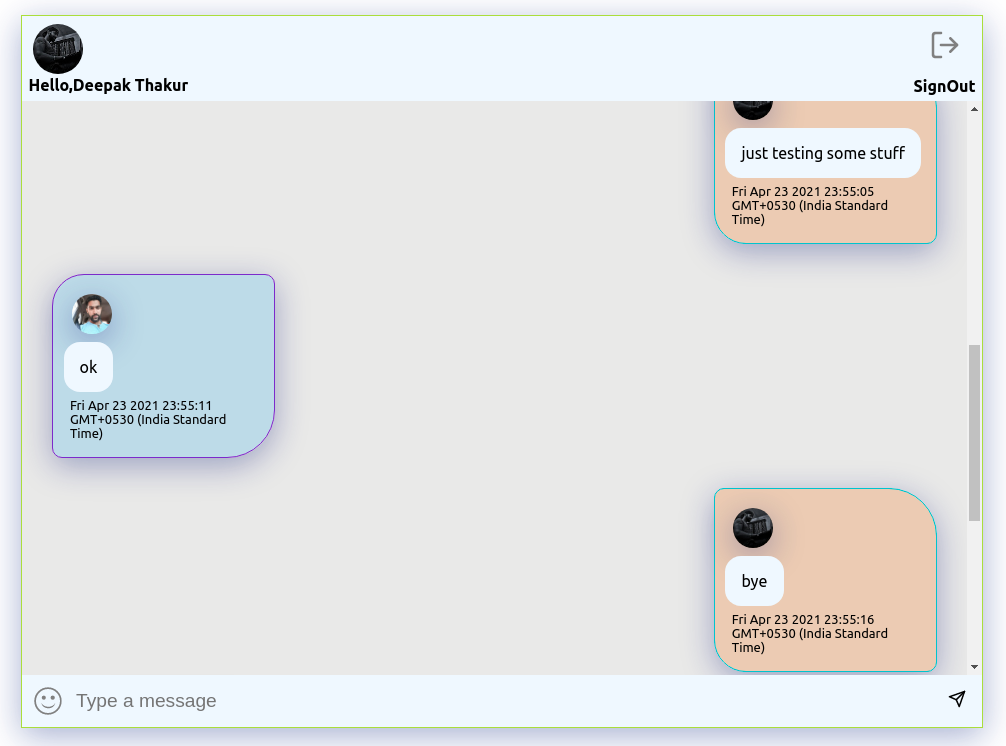 Hello,Deepak Thakur
SignOut
just testing some stuff
Fri Apr 23 2021 23:55:05
GMT+0530 (India Standard
Time)
ok
Fri Apr 23 2021 23:55:11
GMT+0530 (India Standard
Time)
bye
Fri Apr 23 2021 23:55:16
GMT+0530 (India Standard
Time)
Type a message